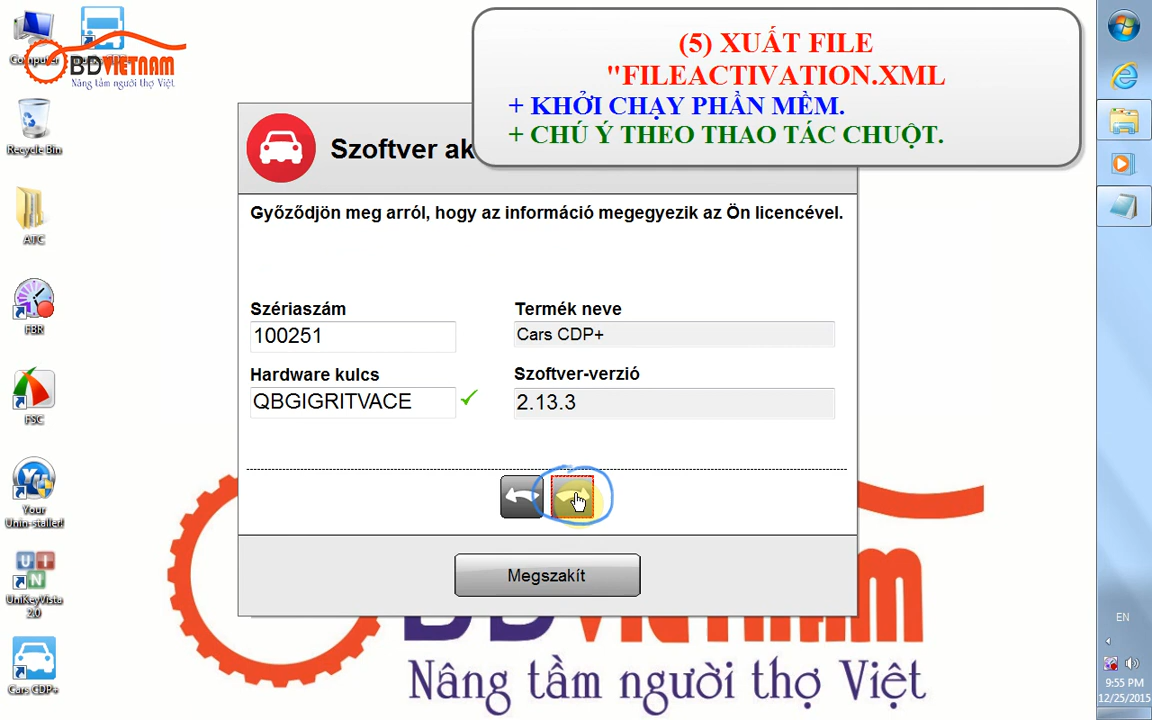 (5) XUẤT FILE
"FILEACTIVATION.XML
+ KHỞI CHẠY PHẦN MỀM.
+ CHÚ Ý THEO THAO TÁC CHUỘT.
BDVIETNAM
Nâng tầm người thợ Việt
Recycle Bin
ATC
FBR
FSC
Your
Unin-staller!
UniKeyVista
2.0
Cars CDP+
Szoftver ak
Győződjön meg arról, hogy az információ megegyezik az Ön licencével.
Szériaszám
100251
Termék neve
Cars CDP+
Hardware kulcs
QBGIGRITVACE
Szoftver-verzió
2.13.3
Megszakít
Nâng tầm người thợ Việt
EN
9:55 PM
12/25/2015